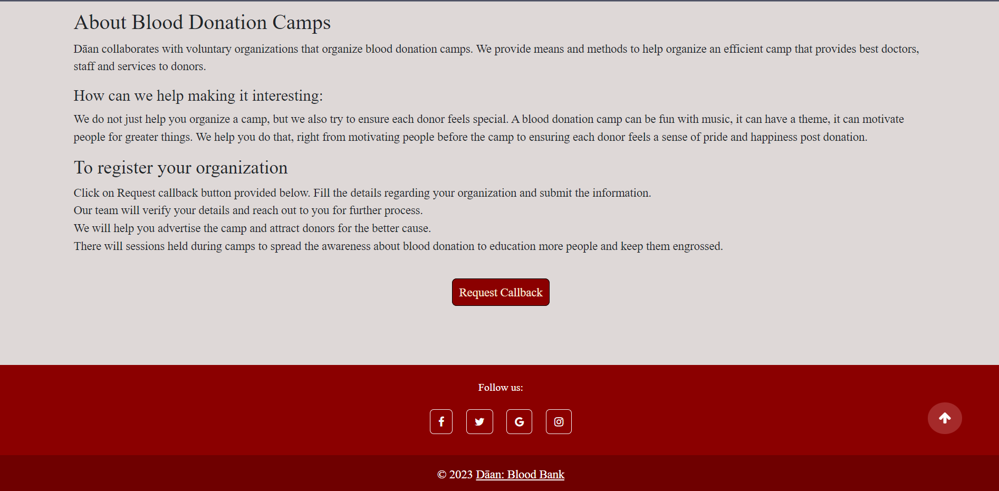 About Blood Donation Camps
Dāan collaborates with voluntary organizations that organize blood donation camps. We provide means and methods to help organize an efficient camp that provides best doctors,
staff and services to donors.
How can we help making it interesting:
We do not just help you organize a camp, but we also try to ensure each donor feels special. A blood donation camp can be fun with music, it can have a theme, it can motivate
people for greater things. We help you do that, right from motivating people before the camp to ensuring each donor feels a sense of pride and happiness post donation.
To register your organization
Click on Request callback button provided below. Fill the details regarding your organization and submit the information.
Our team will verify your details and reach out to you for further process.
We will help you advertise the camp and attract donors for the better cause.
There will sessions held during camps to spread the awareness about blood donation to education more people and keep them engrossed.
Request Callback
Follow us:
© 2023 Dāan: Blood Bank